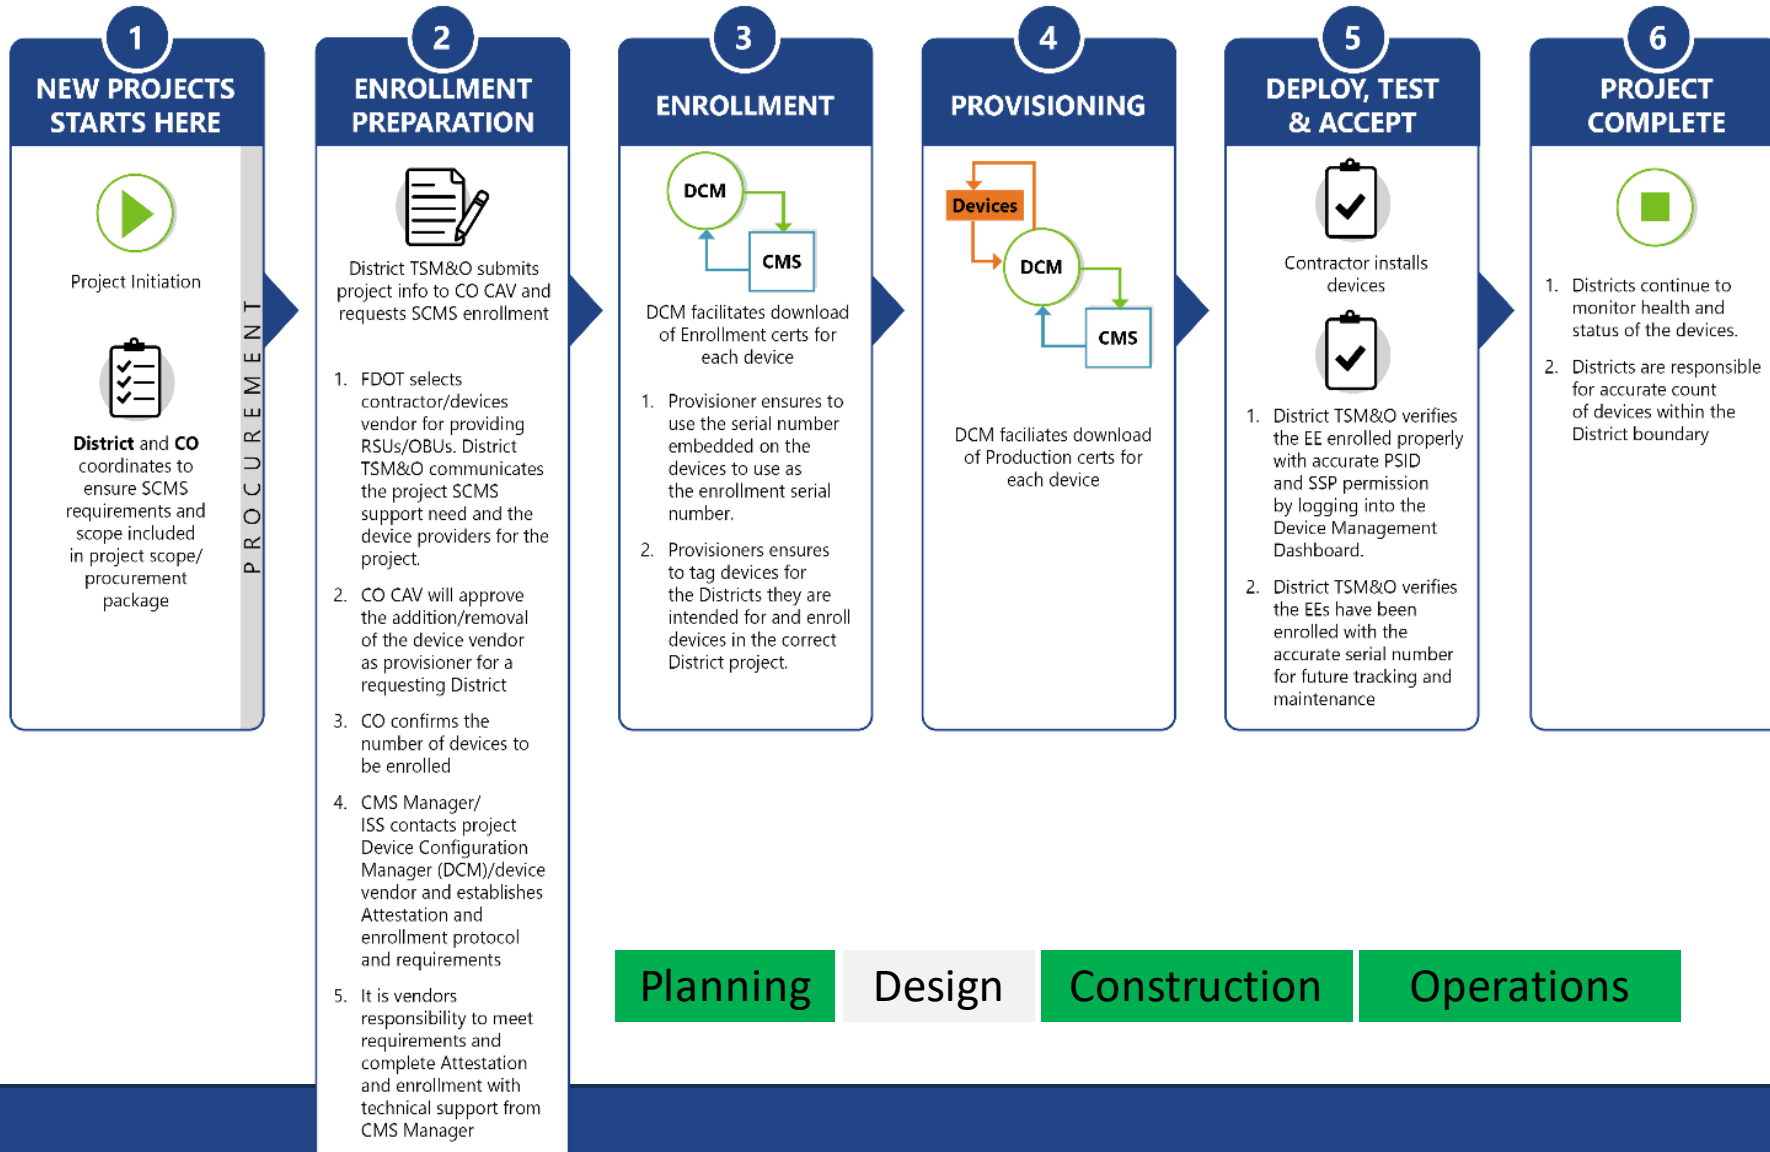 1
NEW PROJECTS
STARTS HERE
Project Initiation
District and CO
coordinates to
ensure SCMS
requirements and
scope included
in project scope/
procurement
package
PROCUREMENT
2
ENROLLMENT
PREPARATION
District TSM&O submits
project info to CO CAV and
requests SCMS enrollment
1. FDOT selects
contractor/devices
vendor for providing
RSUs/OBUs. District
TSM&O communicates
the project SCMS
support need and the
device providers for the
project.
2. CO CAV will approve
the addition/removal
of the device vendor
as provisioner for a
requesting District
3. CO confirms the
number of devices to
be enrolled
4. CMS Manager/
ISS contacts project
Device Configuration
Manager (DCM)/device
vendor and establishes
Attestation and
enrollment protocol
and requirements
5. It is vendors
responsibility to meet
requirements and
complete Attestation
and enrollment with
technical support from
CMS Manager
3
ENROLLMENT
DCM
CMS
DCM facilitates download
of Enrollment certs for
each device
1. Provisioner ensures to
use the serial number
embedded on the
devices to use as
the enrollment serial
number.
2. Provisioners ensures
to tag devices for
the Districts they are
intended for and enroll
devices in the correct
District project.
4
PROVISIONING
Devices
DCM
CMS
DCM faciliates download
of Production certs for
each device
5
DEPLOY, TEST
& ACCEPT
Contractor installs
devices
1. District TSM&O verifies
the EE enrolled properly
with accurate PSID
and SSP permission
by logging into the
Device Management
Dashboard.
2. District TSM&O verifies
the EEs have been
enrolled with the
accurate serial number
for future tracking and
maintenance
6
PROJECT
COMPLETE
1. Districts continue to
monitor health and
status of the devices.
2. Districts are responsible
for accurate count
of devices within the
District boundary
Planning
Design
Construction
Operations